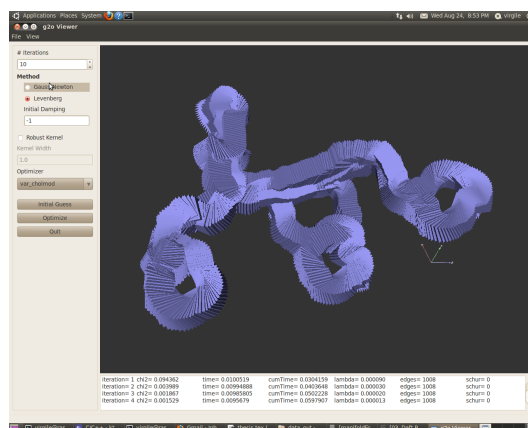 Applications Places System
Wed Aug 24, 8:53 PM virgile
g2o Viewer
File View
# Iterations
10
Method
Gauss Newton
Levenberg
Initial Damping
-1
Robust Kernel
Kernel Width
1.0
Optimizer
var_cholmod
Initial Guess
Optimize
Quit
iteration= 1 chi2= 0.094362 time= 0.0100519 cumTime= 0.0304159 lambda= 0.000090 edges= 1008 schur= 0
iteration= 2 chi2= 0.003989 time= 0.00994888 cumTime= 0.0403648 lambda= 0.000030 edges= 1008 schur= 0
iteration= 3 chi2= 0.001867 time= 0.00985805 cumTime= 0.0502228 lambda= 0.000020 edges= 1008 schur= 0
iteration= 4 chi2= 0.001529 time= 0.0095679 cumTime= 0.0597907 lambda= 0.000013 edges= 1008 schur= 0